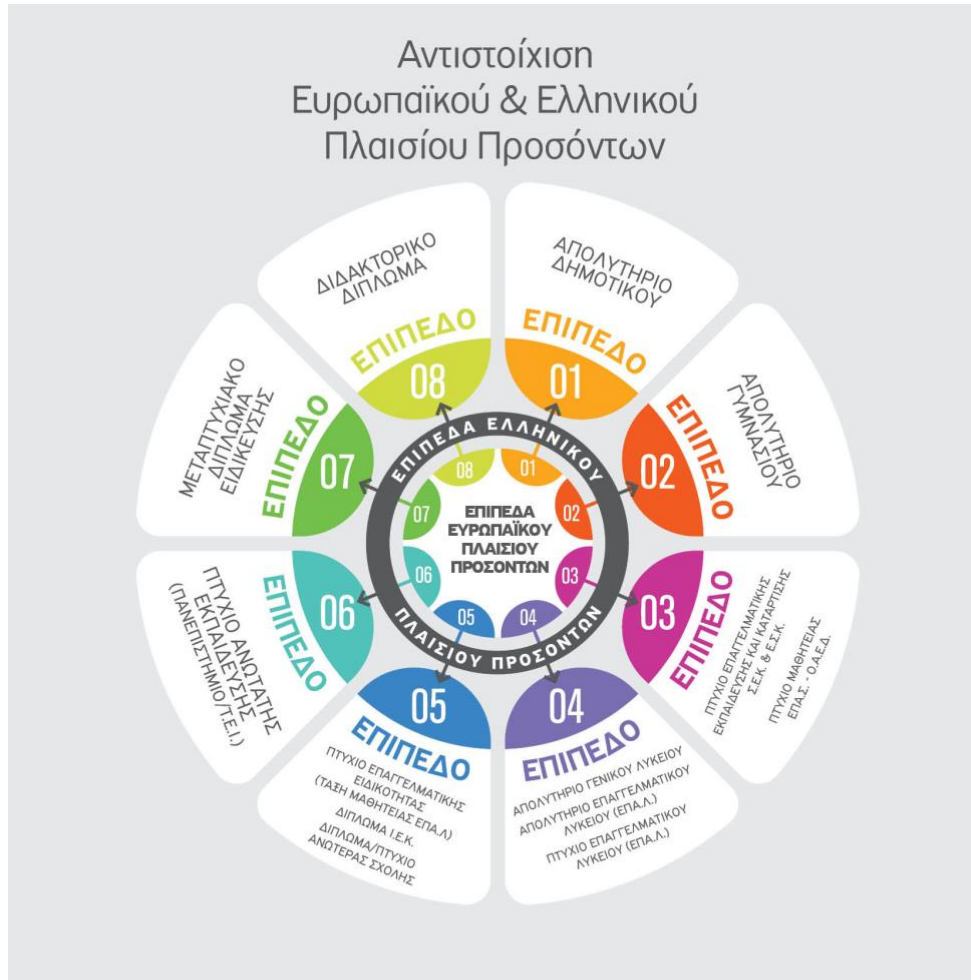 Αντιστοίχιση
Ευρωπαϊκού & Ελληνικού
Πλαισίου Προσόντων
ΑΠΟΛΥΤΗΡΙΟ
ΔΗΜΟΤΙΚΟΥ
ΕΠΙΠΕΔΟ
01
ΑΠΟΛΥΤΗΡΙΟ
ΓΥΜΝΑΣΙΟΥ
ΕΠΙΠΕΔΟ
02
ΕΠΙΠΕΔΟ
03
ΠΤΥΧΙΟ ΕΠΑΓΓΕΛΜΑΤΙΚΗΣ
ΕΚΠΑΙΔΕΥΣΗΣ ΚΑΙ ΚΑΤΑΡΤΙΣΗΣ
Σ.Ε.Κ. & Ε.Σ.Κ.
ΠΤΥΧΙΟ ΜΑΘΗΤΕΙΑΣ
ΕΠΑ.Σ. - Ο.Α.Ε.Δ.
04
ΕΠΙΠΕΔΟ
ΑΠΟΛΥΤΗΡΙΟ ΓΕΝΙΚΟΥ ΛΥΚΕΙΟΥ
ΑΠΟΛΥΤΗΡΙΟ ΕΠΑΓΓΕΛΜΑΤΙΚΟΥ
ΛΥΚΕΙΟΥ (ΕΠΑ.Λ.)
ΠΤΥΧΙΟ ΕΠΑΓΓΕΛΜΑΤΙΚΟΥ
ΛΥΚΕΙΟΥ (ΕΠΑ.Λ.)
05
ΕΠΙΠΕΔΟ
ΠΤΥΧΙΟ ΕΠΑΓΓΕΛΜΑΤΙΚΗΣ
ΕΙΔΙΚΟΤΗΤΑΣ
(ΤΑΞΗ ΜΑΘΗΤΕΙΑΣ ΕΠΑ.Λ)
ΔΙΠΛΩΜΑ Ι.Ε.Κ.
ΔΙΠΛΩΜΑ/ΠΤΥΧΙΟ
ΑΝΩΤΕΡΑΣ ΣΧΟΛΗΣ
06
ΕΠΙΠΕΔΟ
ΠΤΥΧΙΟ ΑΝΩΤΑΤΗΣ
ΕΚΠΑΙΔΕΥΣΗΣ
(ΠΑΝΕΠΙΣΤΗΜΙΟ/Τ.Ε.Ι.)
ΜΕΤΑΠΤΥΧΙΑΚΟ
ΔΙΠΛΩΜΑ
ΕΙΔΙΚΕΥΣΗΣ
ΕΠΙΠΕΔΟ
07
ΔΙΔΑΚΤΟΡΙΚΟ
ΔΙΠΛΩΜΑ
ΕΠΙΠΕΔΟ
08
ΕΠΙΠΕΔΑ ΕΛΛΗΝΙΚΟΥ
ΠΛΑΙΣΙΟΥ ΠΡΟΣΟΝΤΩΝ
01
02
03
04
05
06
07
08
ΕΠΙΠΕΔΑ
ΕΥΡΩΠΑΪΚΟΥ
ΠΛΑΙΣΙΟΥ
ΠΡΟΣΟΝΤΩΝ